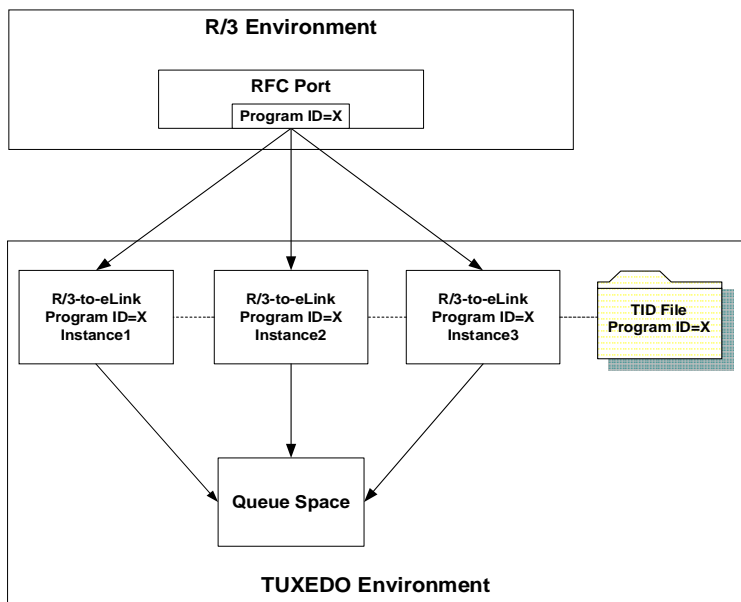 R/3 Environment
RFC Port
Program ID=X
R/3-to-eLink
Program ID=X
Instance1
R/3-to-eLink
Program ID=X
Instance2
R/3-to-eLink
Program ID=X
Instance3
TID File
Program ID=X
Queue Space
TUXEDO Environment